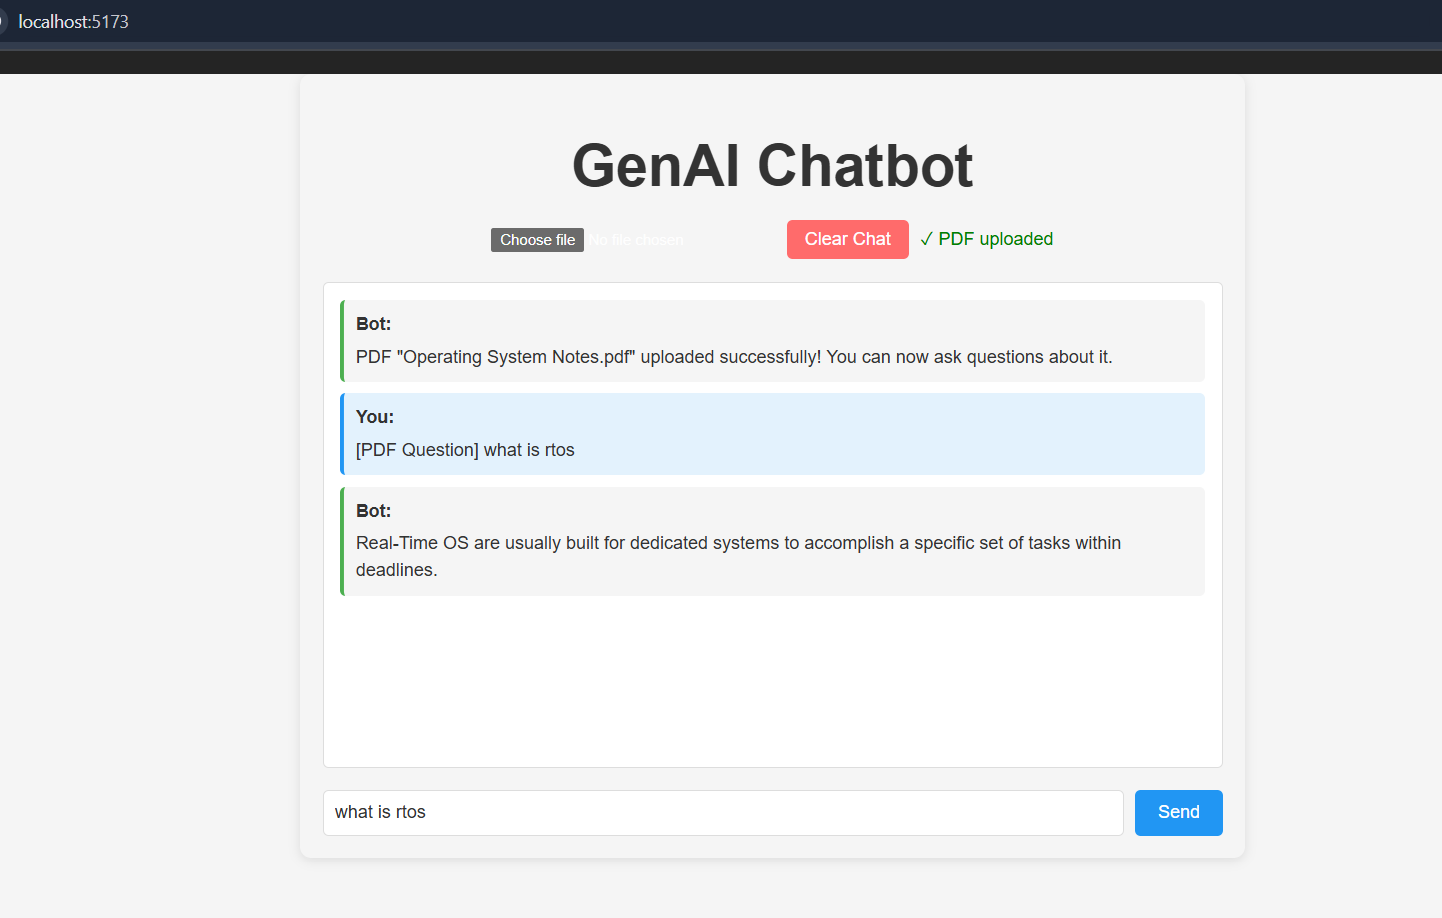 localhost:5173
GenAI Chatbot
Choose file No file chosen Clear Chat ✓ PDF uploaded
Bot:
PDF "Operating System Notes.pdf" uploaded successfully! You can now ask questions about it.
You:
[PDF Question] what is rtos
Bot:
Real-Time OS are usually built for dedicated systems to accomplish a specific set of tasks within
deadlines.
what is rtos Send